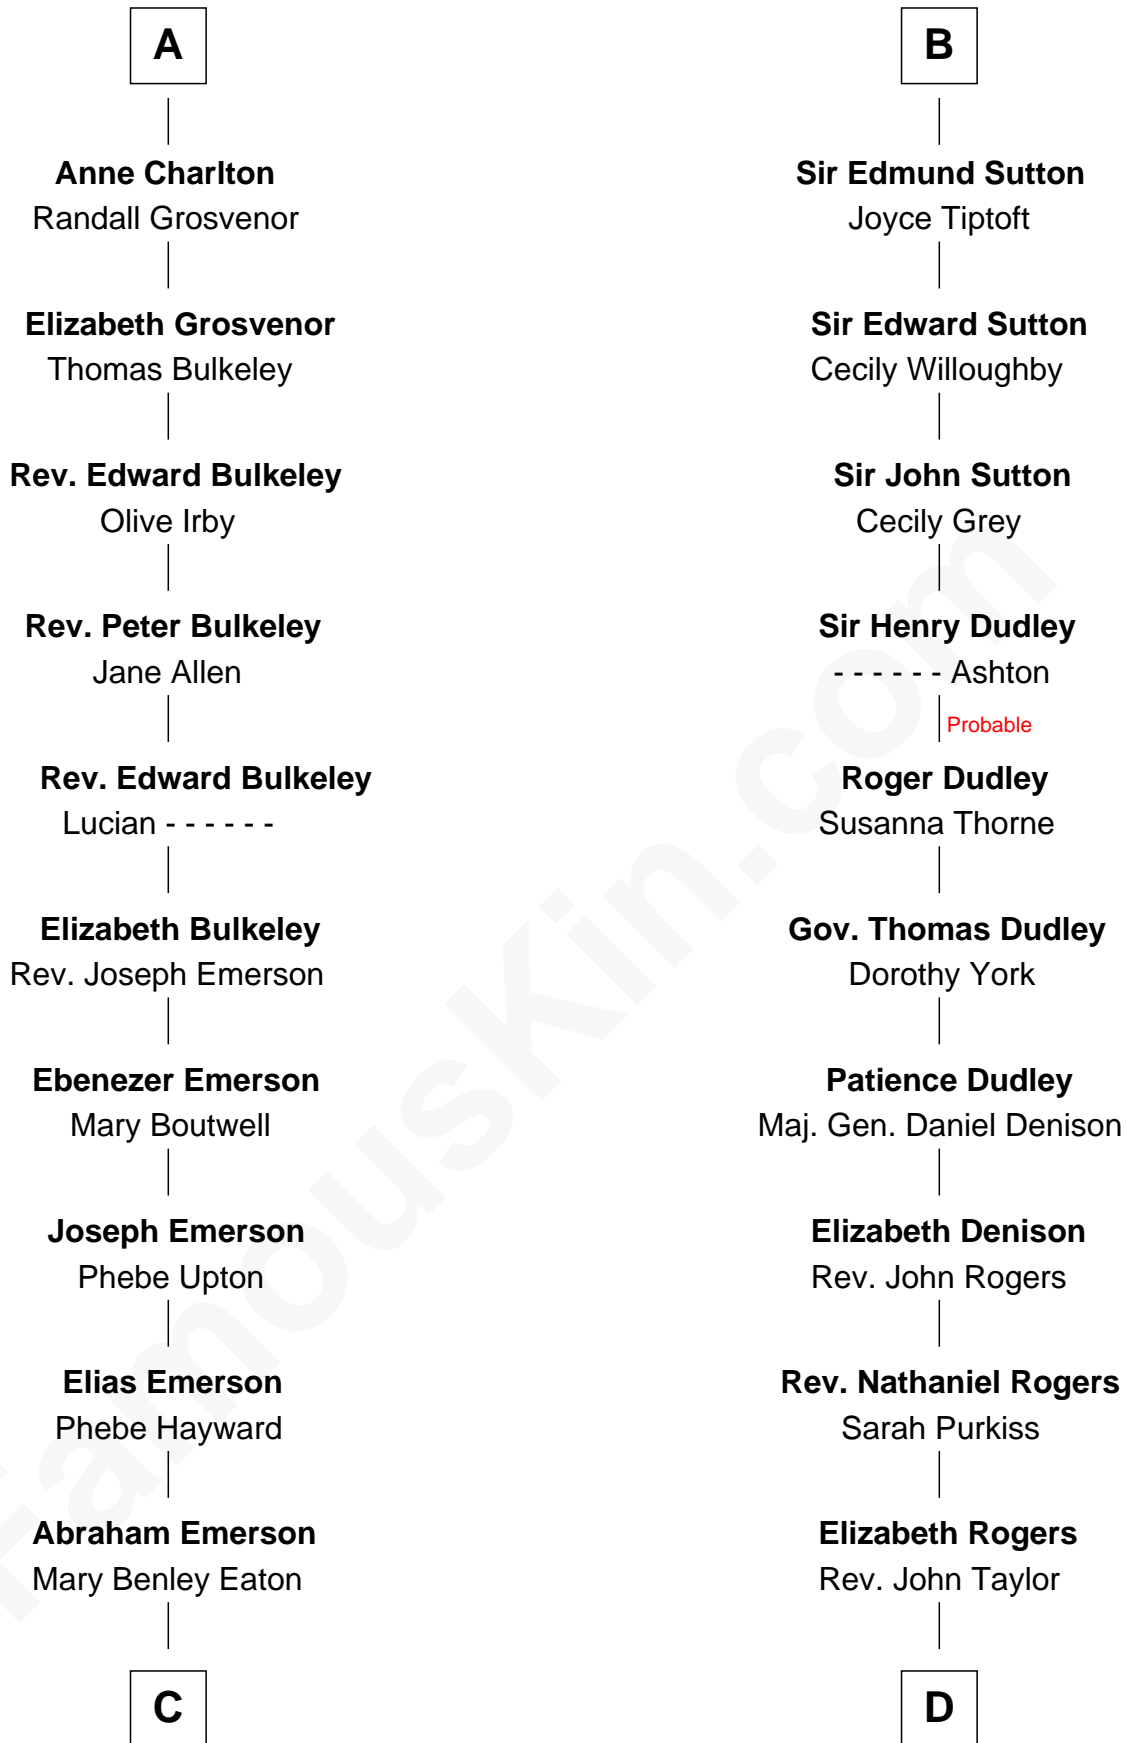 A
Anne Charlton
Randall Grosvenor
Elizabeth Grosvenor
Thomas Bulkeley
Rev. Edward Bulkeley
Olive Irby
Rev. Peter Bulkeley
Jane Allen
Rev. Edward Bulkeley
Lucian - - - - - -
Elizabeth Bulkeley
Rev. Joseph Emerson
Ebenezer Emerson
Mary Boutwell
Joseph Emerson
Phebe Upton
Elias Emerson
Phebe Hayward
Abraham Emerson
Mary Benley Eaton
C
B
Sir Edmund Sutton
Joyce Tiptoft
Sir Edward Sutton
Cecily Willoughby
Sir John Sutton
Cecily Grey
Sir Henry Dudley
- - - - - - Ashton
Probable
Roger Dudley
Susanna Thorne
Gov. Thomas Dudley
Dorothy York
Patience Dudley
Maj. Gen. Daniel Denison
Elizabeth Denison
Rev. John Rogers
Rev. Nathaniel Rogers
Sarah Purkiss
Elizabeth Rogers
Rev. John Taylor
D
FamousKin.com